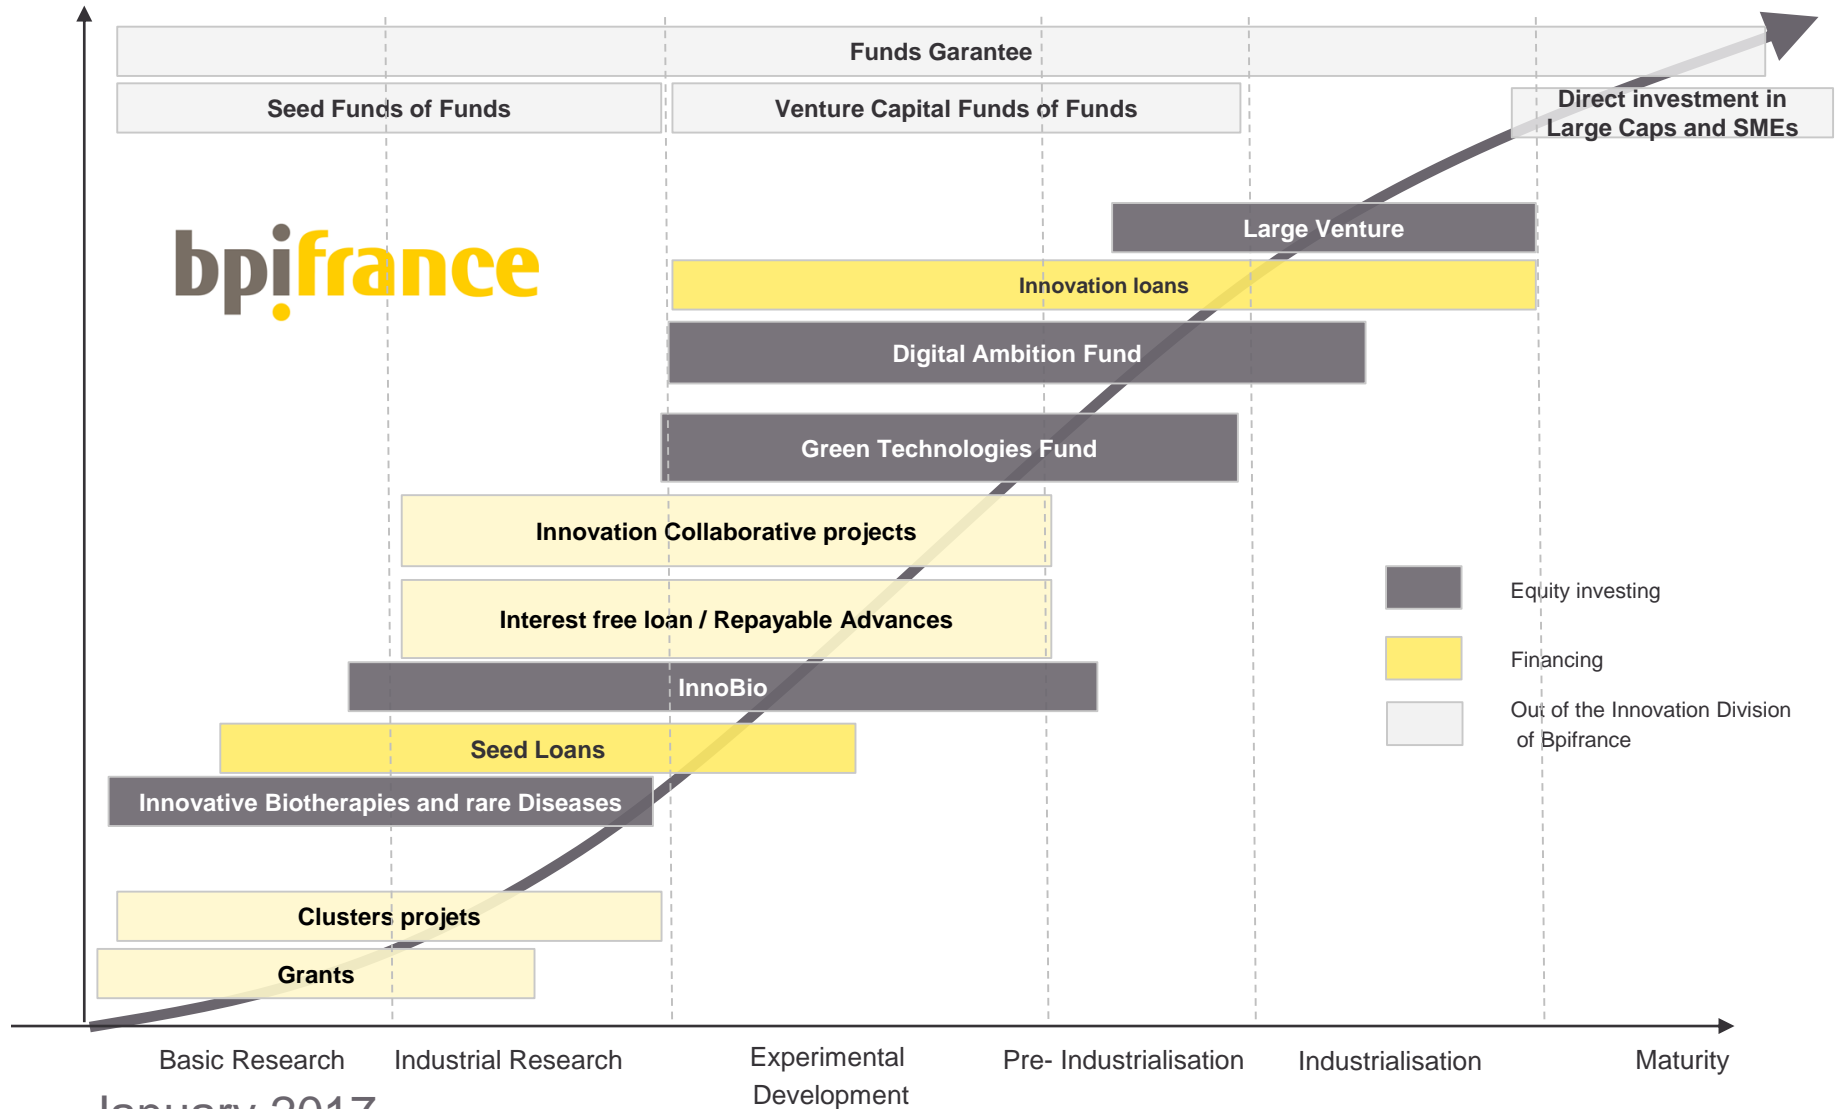 Funds Garantee
Seed Funds of Funds
Venture Capital Funds of Funds
Direct investment in
Large Caps and SMEs
bpifrance
Large Venture
Innovation loans
Digital Ambition Fund
Green Technologies Fund
Innovation Collaborative projects
Interest free loan / Repayable Advances
InnoBio
Seed Loans
Innovative Biotherapies and rare Diseases
Clusters projets
Grants
Equity investing
Financing
Out of the Innovation Division
of Bpifrance
Basic Research
Industrial Research
Experimental
Development
Pre- Industrialisation
Industrialisation
Maturity
January 2017